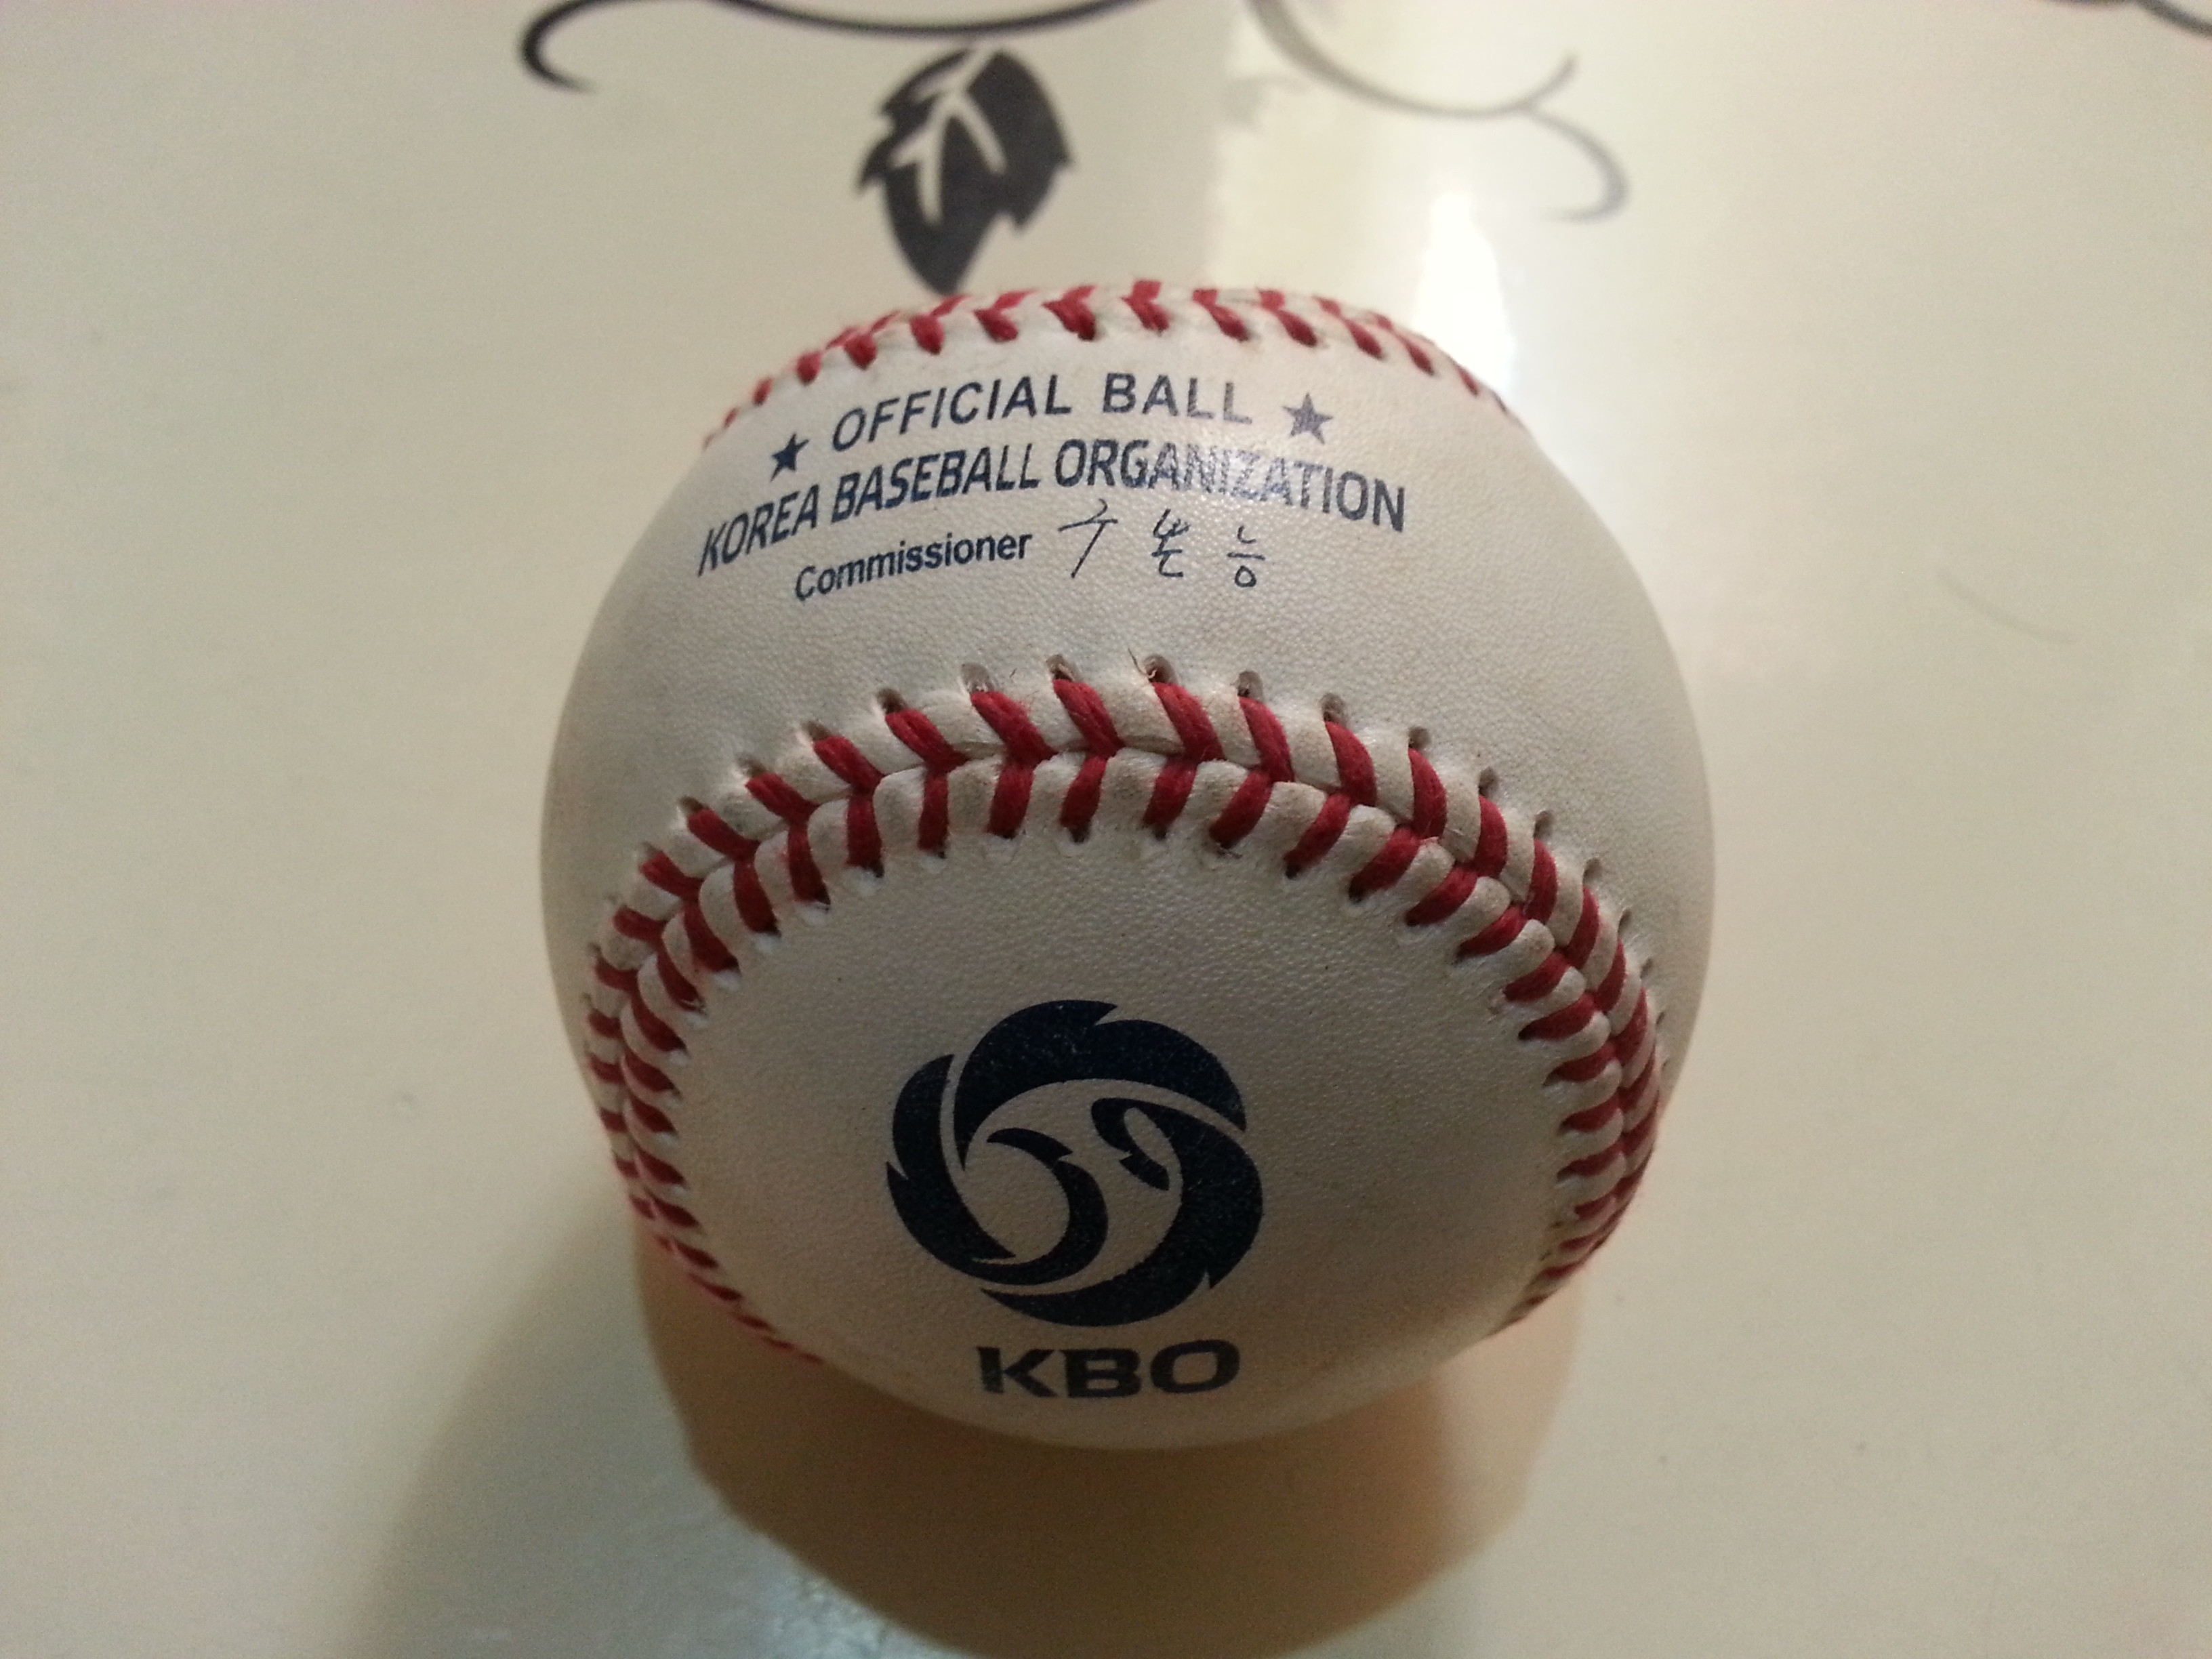 ★ OFFICIAL BALL ★
KOREA BASEBALL ORGANIZATION
Commissioner 구 본 능
KBO